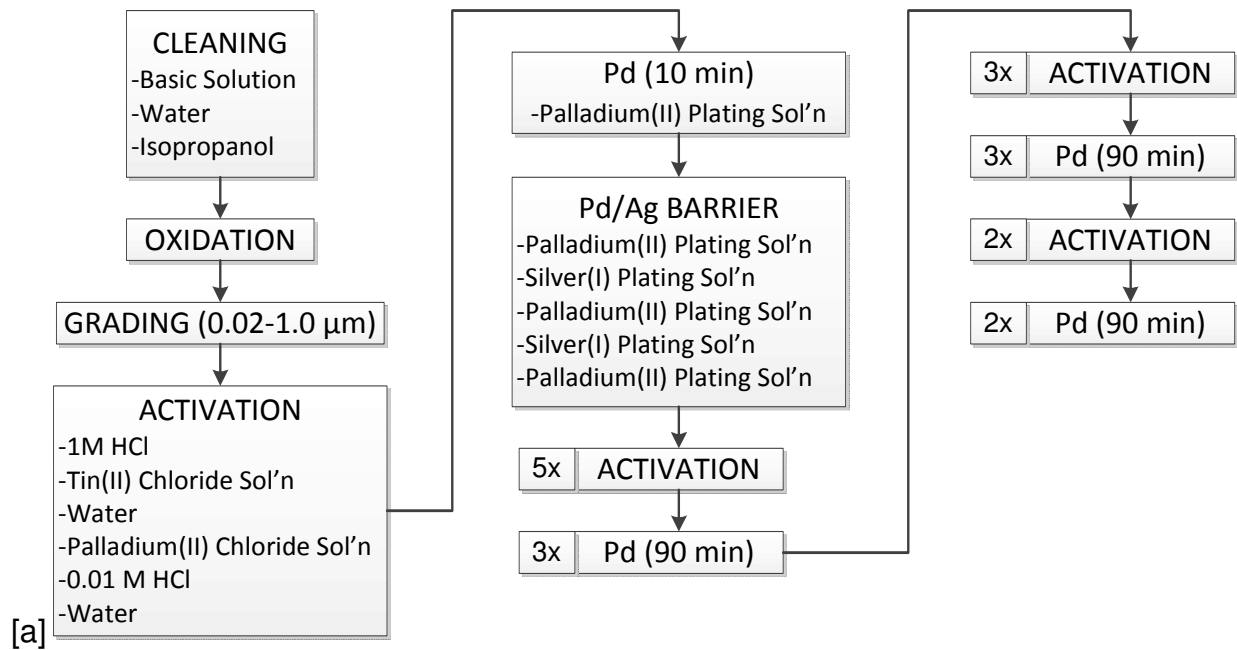 CLEANING
-Basic Solution
-Water
-Isopropanol
OXIDATION
GRADING (0.02-1.0 µm)
ACTIVATION
-1M HCl
-Tin(II) Chloride Sol’n
-Water
-Palladium(II) Chloride Sol’n
-0.01 M HCl
-Water
[a]
Pd (10 min)
-Palladium(II) Plating Sol’n
Pd/Ag BARRIER
-Palladium(II) Plating Sol’n
-Silver(I) Plating Sol’n
-Palladium(II) Plating Sol’n
-Silver(I) Plating Sol’n
-Palladium(II) Plating Sol’n
5x ACTIVATION
3x Pd (90 min)
3x ACTIVATION
3x Pd (90 min)
2x ACTIVATION
2x Pd (90 min)